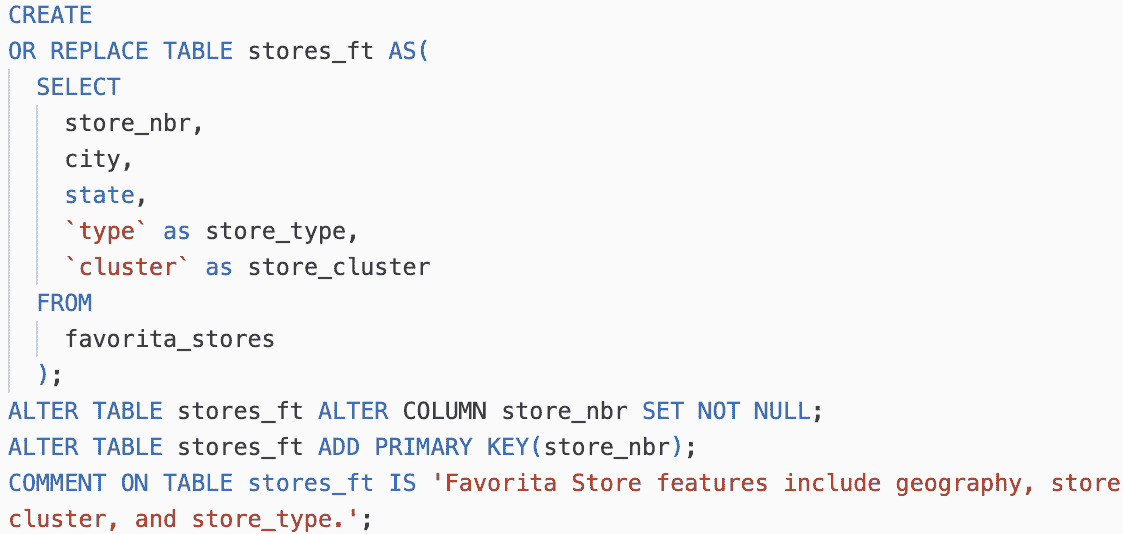 CREATE
OR REPLACE TABLE stores_ft AS(
SELECT
store_nbr,
city,
state,
`type` as store_type,
`cluster` as store_cluster
FROM
favorita_stores
);
ALTER TABLE stores_ft ALTER COLUMN store_nbr SET NOT NULL;
ALTER TABLE stores_ft ADD PRIMARY KEY(store_nbr);
COMMENT ON TABLE stores_ft IS 'Favorita Store features include geography, store
cluster, and store_type.';